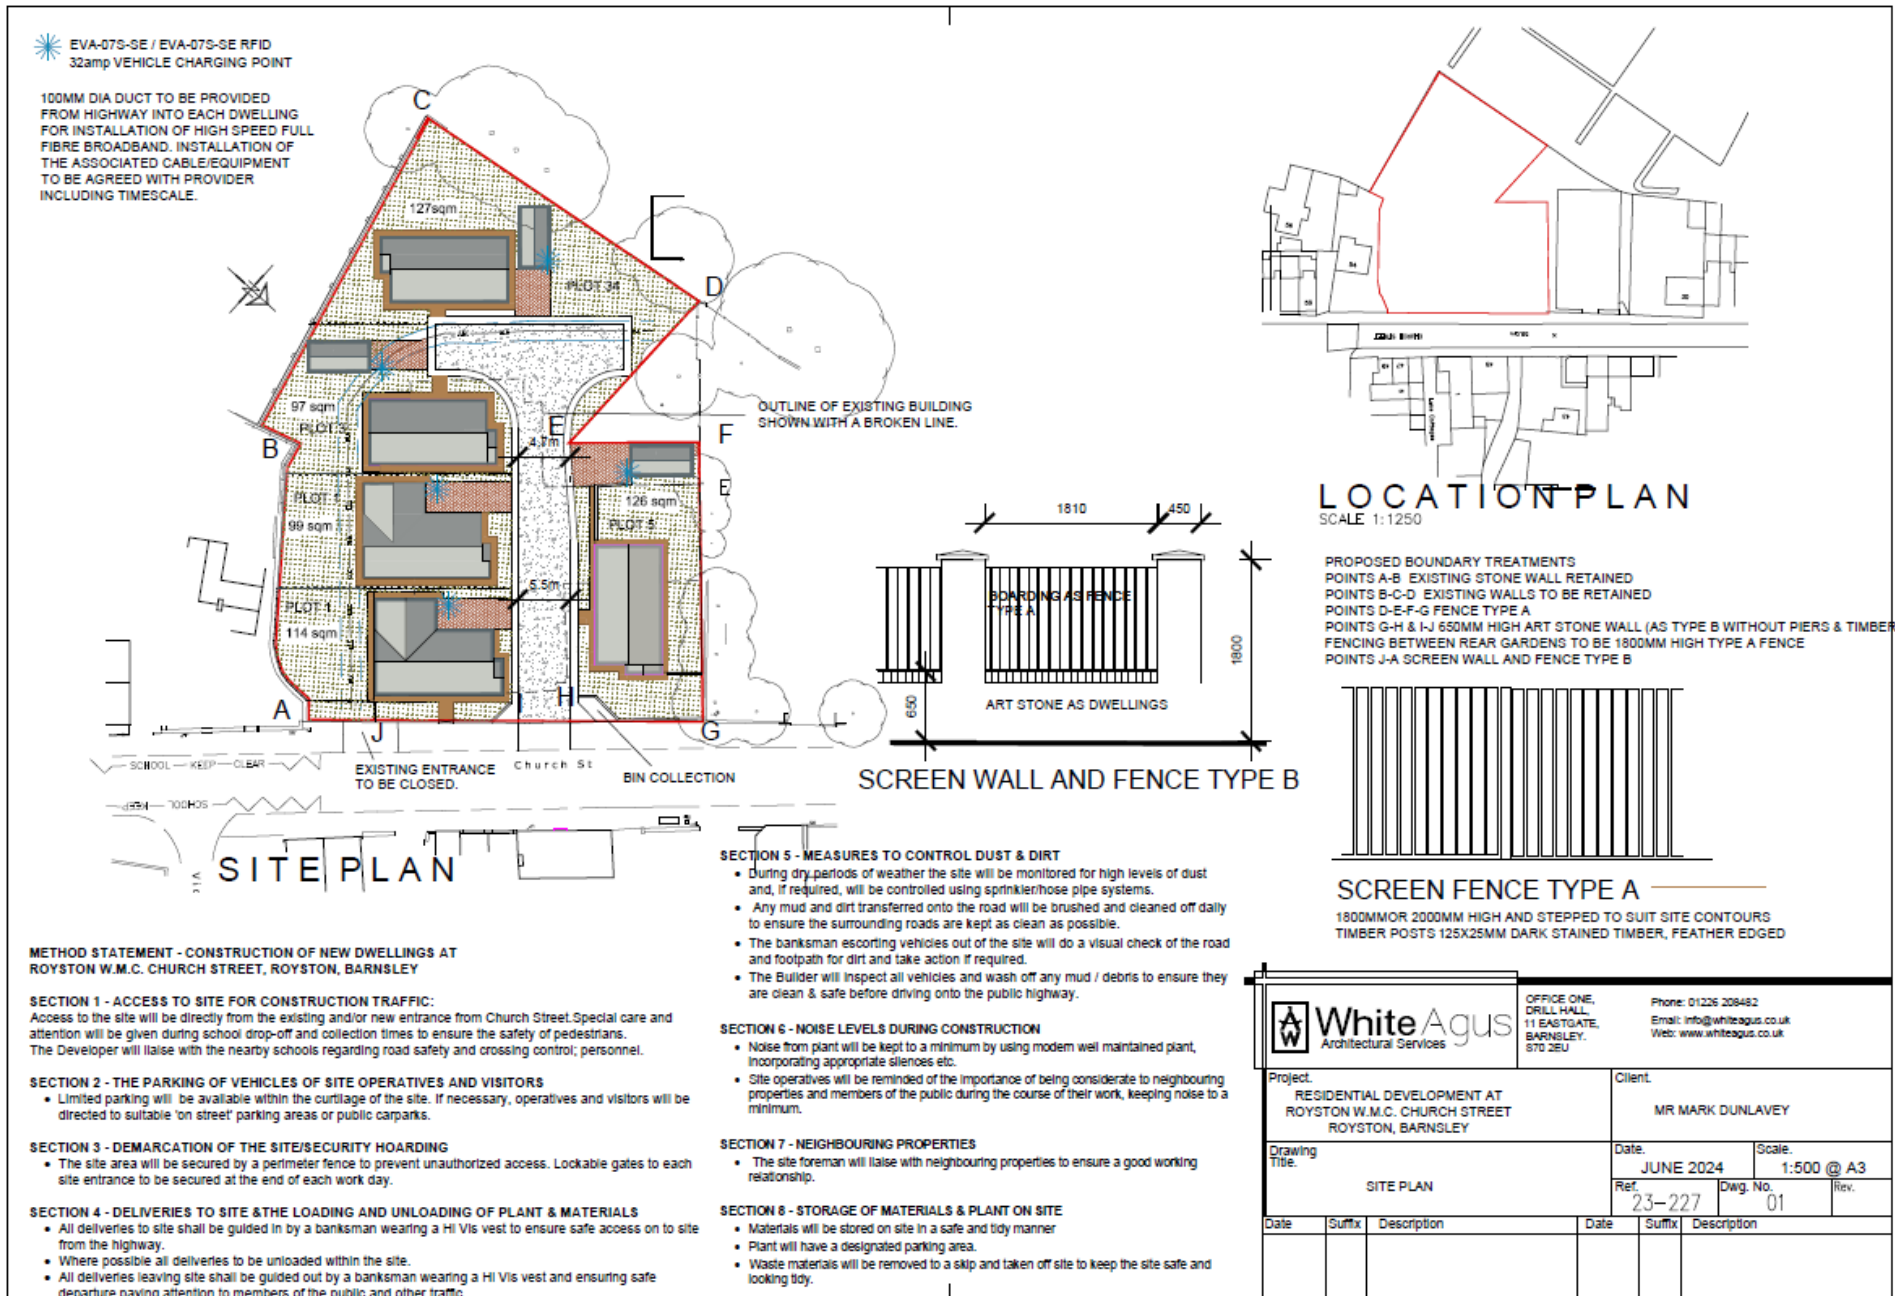 EVA-07S-SE / EVA-07S-SE RFID
32amp VEHICLE CHARGING POINT
100MM DIA DUCT TO BE PROVIDED
FROM HIGHWAY INTO EACH DWELLING
FOR INSTALLATION OF HIGH SPEED FULL
FIBRE BROADBAND. INSTALLATION OF
THE ASSOCIATED CABLE/EQUIPMENT
TO BE AGREED WITH PROVIDER
INCLUDING TIMESCALE.
C
127sqm
PLOT 34
D
97 sqm
PLOT
B
E
4.7m
F
OUTLINE OF EXISTING BUILDING
SHOWN WITH A BROKEN LINE.
E
126 sqm
PLOT 5
PLOT
99 sqm
5.5m
PLOT 1
114 sqm
A
J
I
H
G
SCHOOL KEEP CLEAR
EXISTING ENTRANCE
TO BE CLOSED.
Church St
BIN COLLECTION
SCHOOL KEEP
SITE PLAN
1810
450
BOARDING AS FENCE
TYPE A
1800
650
ART STONE AS DWELLINGS
SCREEN WALL AND FENCE TYPE B
LOCATION PLAN
SCALE 1:1250
PROPOSED BOUNDARY TREATMENTS
POINTS A-B EXISTING STONE WALL RETAINED
POINTS B-C-D EXISTING WALLS TO BE RETAINED
POINTS D-E-F-G FENCE TYPE A
POINTS G-H & I-J 650MM HIGH ART STONE WALL (AS TYPE B WITHOUT PIERS & TIMBER
FENCING BETWEEN REAR GARDENS TO BE 1800MM HIGH TYPE A FENCE
POINTS J-A SCREEN WALL AND FENCE TYPE B
SCREEN FENCE TYPE A
1800MMOR 2000MM HIGH AND STEPPED TO SUIT SITE CONTOURS
TIMBER POSTS 125X25MM DARK STAINED TIMBER, FEATHER EDGED
METHOD STATEMENT - CONSTRUCTION OF NEW DWELLINGS AT
ROYSTON W.M.C. CHURCH STREET, ROYSTON, BARNSLEY
SECTION 1 - ACCESS TO SITE FOR CONSTRUCTION TRAFFIC:
Access to the site will be directly from the existing and/or new entrance from Church Street.Special care and
attention will be given during school drop-off and collection times to ensure the safety of pedestrians.
The Developer will liaise with the nearby schools regarding road safety and crossing control; personnel.
SECTION 2 - THE PARKING OF VEHICLES OF SITE OPERATIVES AND VISITORS
• Limited parking will be available within the curtilage of the site. If necessary, operatives and visitors will be
directed to suitable 'on street' parking areas or public carparks.
SECTION 3 - DEMARCATION OF THE SITE/SECURITY HOARDING
• The site area will be secured by a perimeter fence to prevent unauthorized access. Lockable gates to each
site entrance to be secured at the end of each work day.
SECTION 4 - DELIVERIES TO SITE &THE LOADING AND UNLOADING OF PLANT & MATERIALS
• All deliveries to site shall be guided in by a banksman wearing a Hi Vis vest to ensure safe access on to site
from the highway.
• Where possible all deliveries to be unloaded within the site.
• All deliveries leaving site shall be guided out by a banksman wearing a Hi Vis vest and ensuring safe
departure paying attention to members of the public and other traffic.
SECTION 5 - MEASURES TO CONTROL DUST & DIRT
• During dry periods of weather the site will be monitored for high levels of dust
and, if required, will be controlled using sprinkler/hose pipe systems.
• Any mud and dirt transferred onto the road will be brushed and cleaned off daily
to ensure the surrounding roads are kept as clean as possible.
• The banksman escorting vehicles out of the site will do a visual check of the road
and footpath for dirt and take action if required.
• The Builder will inspect all vehicles and wash off any mud / debris to ensure they
are clean & safe before driving onto the public highway.
SECTION 6 - NOISE LEVELS DURING CONSTRUCTION
• Noise from plant will be kept to a minimum by using modern well maintained plant,
incorporating appropriate silences etc.
• Site operatives will be reminded of the importance of being considerate to neighbouring
properties and members of the public during the course of their work, keeping noise to a
minimum.
SECTION 7 - NEIGHBOURING PROPERTIES
• The site foreman will liaise with neighbouring properties to ensure a good working
relationship.
SECTION 8 - STORAGE OF MATERIALS & PLANT ON SITE
• Materials will be stored on site in a safe and tidy manner
• Plant will have a designated parking area.
• Waste materials will be removed to a skip and taken off site to keep the site safe and
looking tidy.
White Agus
Architectural Services
OFFICE ONE,
DRILL HALL,
11 EASTGATE,
BARNSLEY.
S70 2EU
Phone: 01226 208482
Email: info@whiteagus.co.uk
Web: www.whiteagus.co.uk
Project.
RESIDENTIAL DEVELOPMENT AT
ROYSTON W.M.C. CHURCH STREET
ROYSTON, BARNSLEY
Client.
MR MARK DUNLAVEY
Drawing
Title.
SITE PLAN
Date.
JUNE 2024
Scale.
1:500 @ A3
Ref.
23-227
Dwg. No.
01
Rev.
Date Suffix Description Date Suffix Description